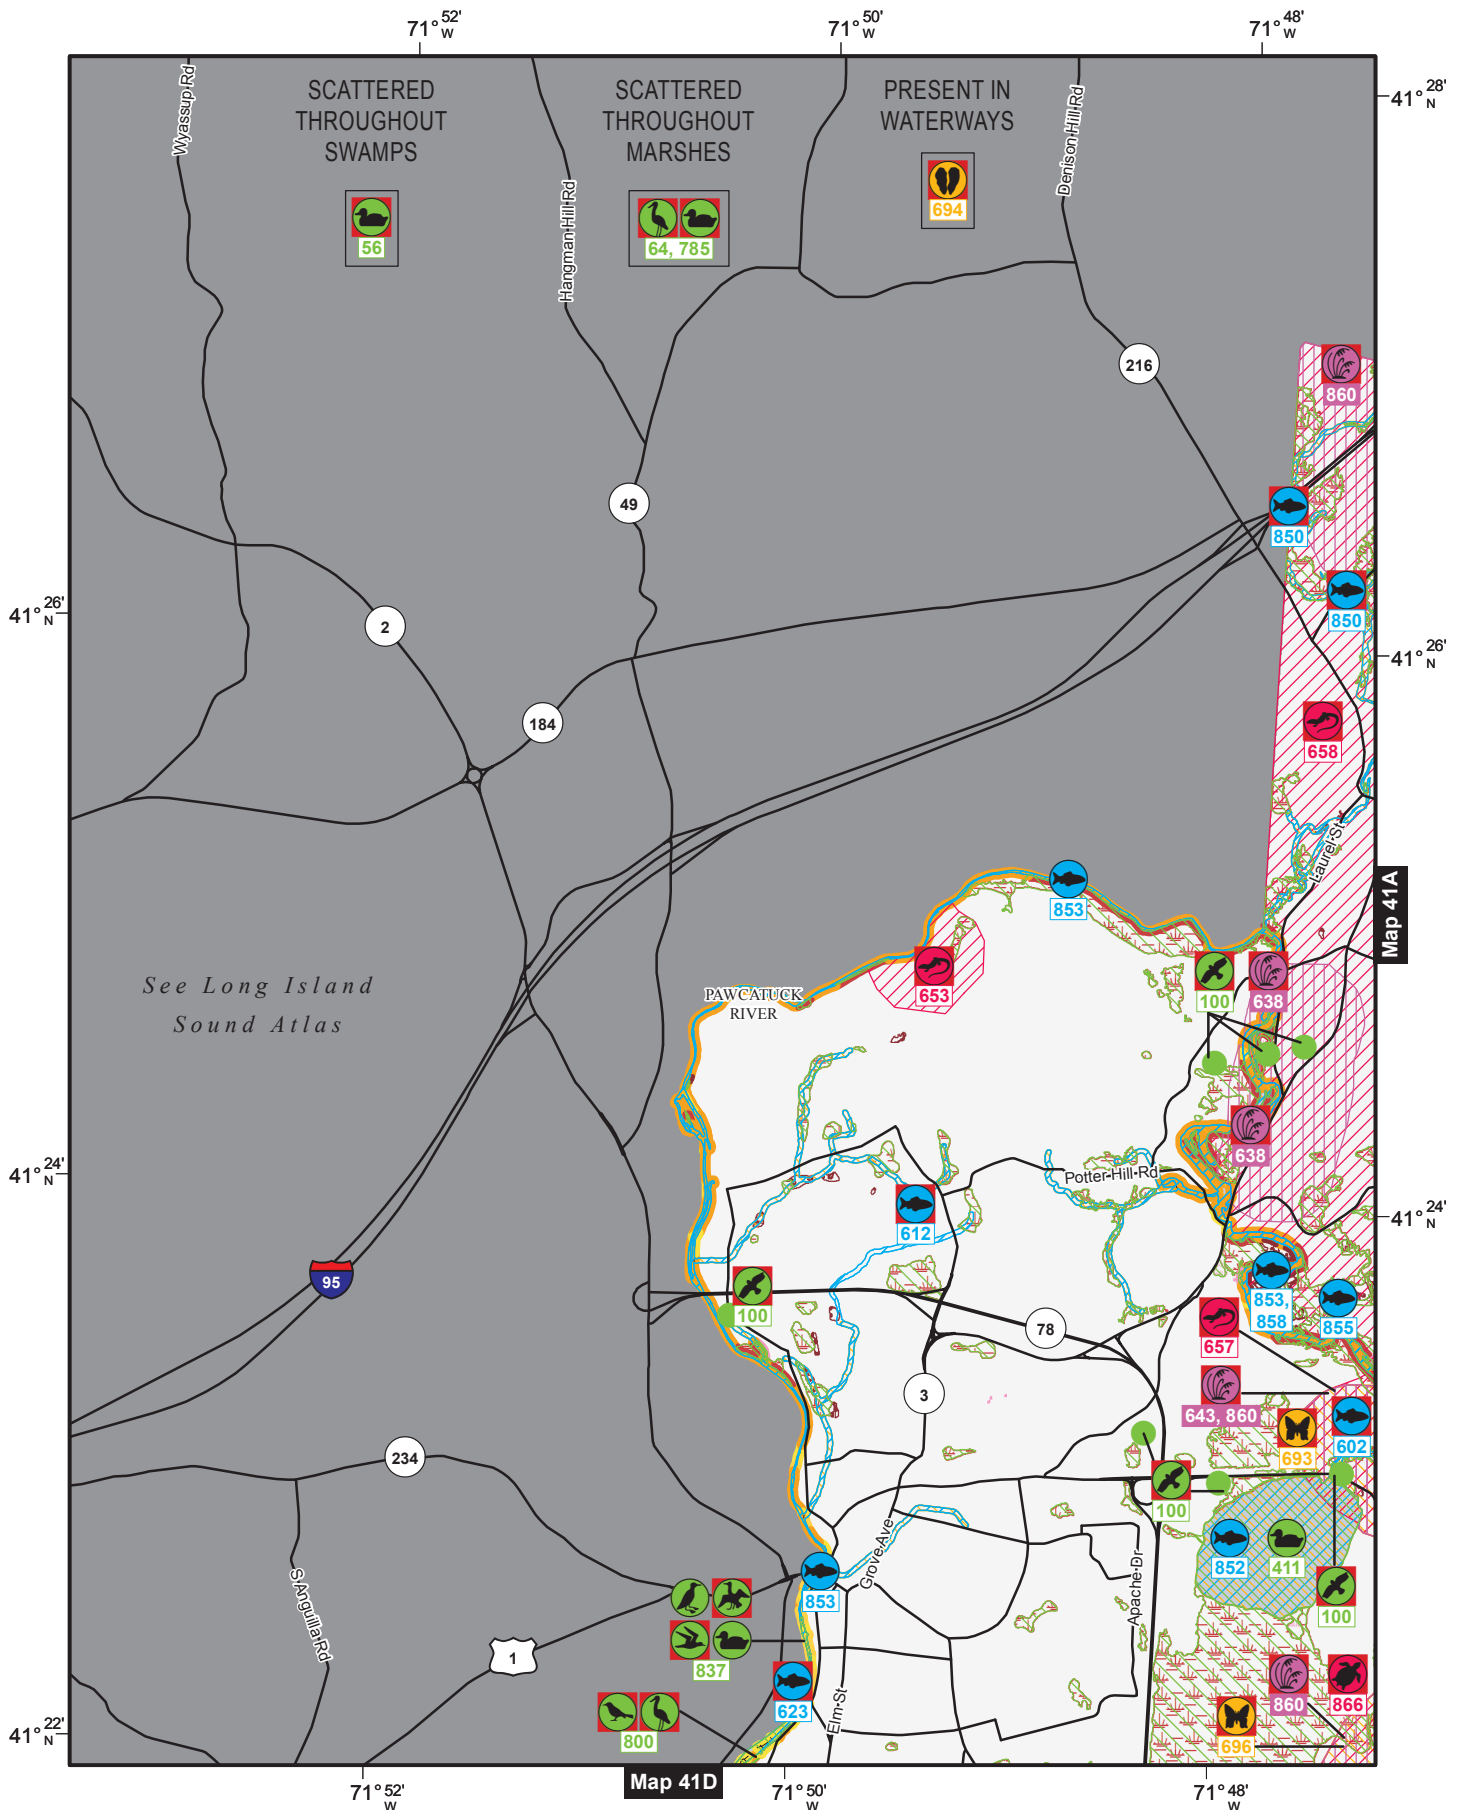 71° 52' W
71° 50' W
71° 48' W
41° 28' N
Wyassup Rd
SCATTERED
THROUGHOUT
SWAMPS
56
Hangman Hill Rd
SCATTERED
THROUGHOUT
MARSHES
64, 785
PRESENT IN
WATERWAYS
694
Denison Hill Rd
216
860
49
850
850
41° 26' N
2
41° 26' N
184
658
Laurel St
853
Map 41A
653
100
638
See Long Island
Sound Atlas
PAWCATUCK
RIVER
638
41° 24' N
Potter Hill Rd
612
41° 24' N
95
100
853,
858
855
78
657
3
643, 860
693
602
234
100
852
411
100
Grove Ave
Apache Dr
S Anguilla Rd
853
1
837
623
Elm St
860
866
800
696
41° 22' N
Map 41D
71° 52' W
71° 50' W
71° 48' W